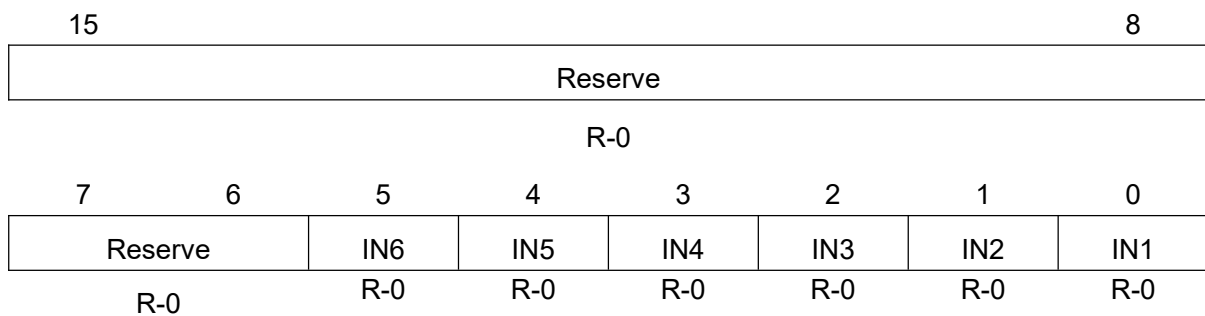 15 8
Reserve
R-0
7 6 5 4 3 2 1 0
Reserve IN6 IN5 IN4 IN3 IN2 IN1
R-0 R-0 R-0 R-0 R-0 R-0 R-0